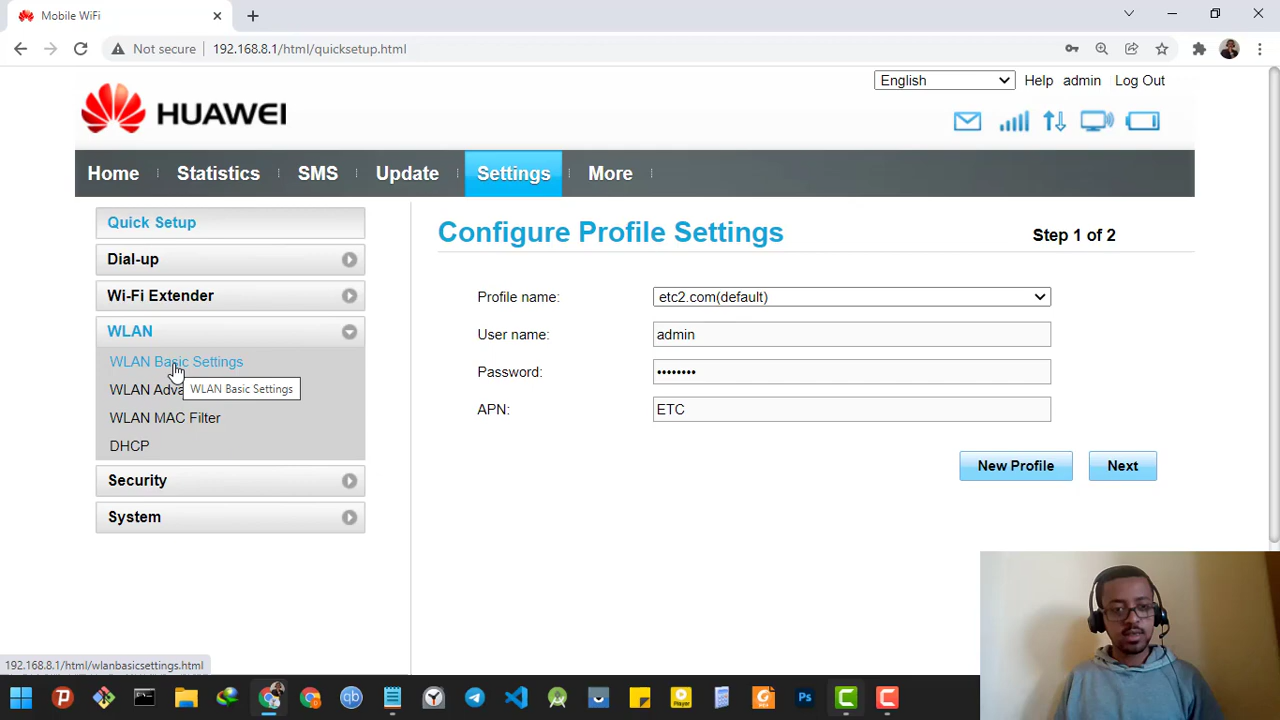 Mobile WiFi
Not secure 192.168.8.1/html/quicksetup.html
English Help admin Log Out
HUAWEI
Home Statistics SMS Update Settings More
Quick Setup
Dial-up
Wi-Fi Extender
WLAN
WLAN Basic Settings
WLAN Adva
WLAN Basic Settings
WLAN MAC Filter
DHCP
Security
System
Configure Profile Settings
Step 1 of 2
Profile name: etc2.com(default)
User name: admin
Password: ••••••••
APN: ETC
New Profile Next
192.168.8.1/html/wlanbasicsettings.html
Ps